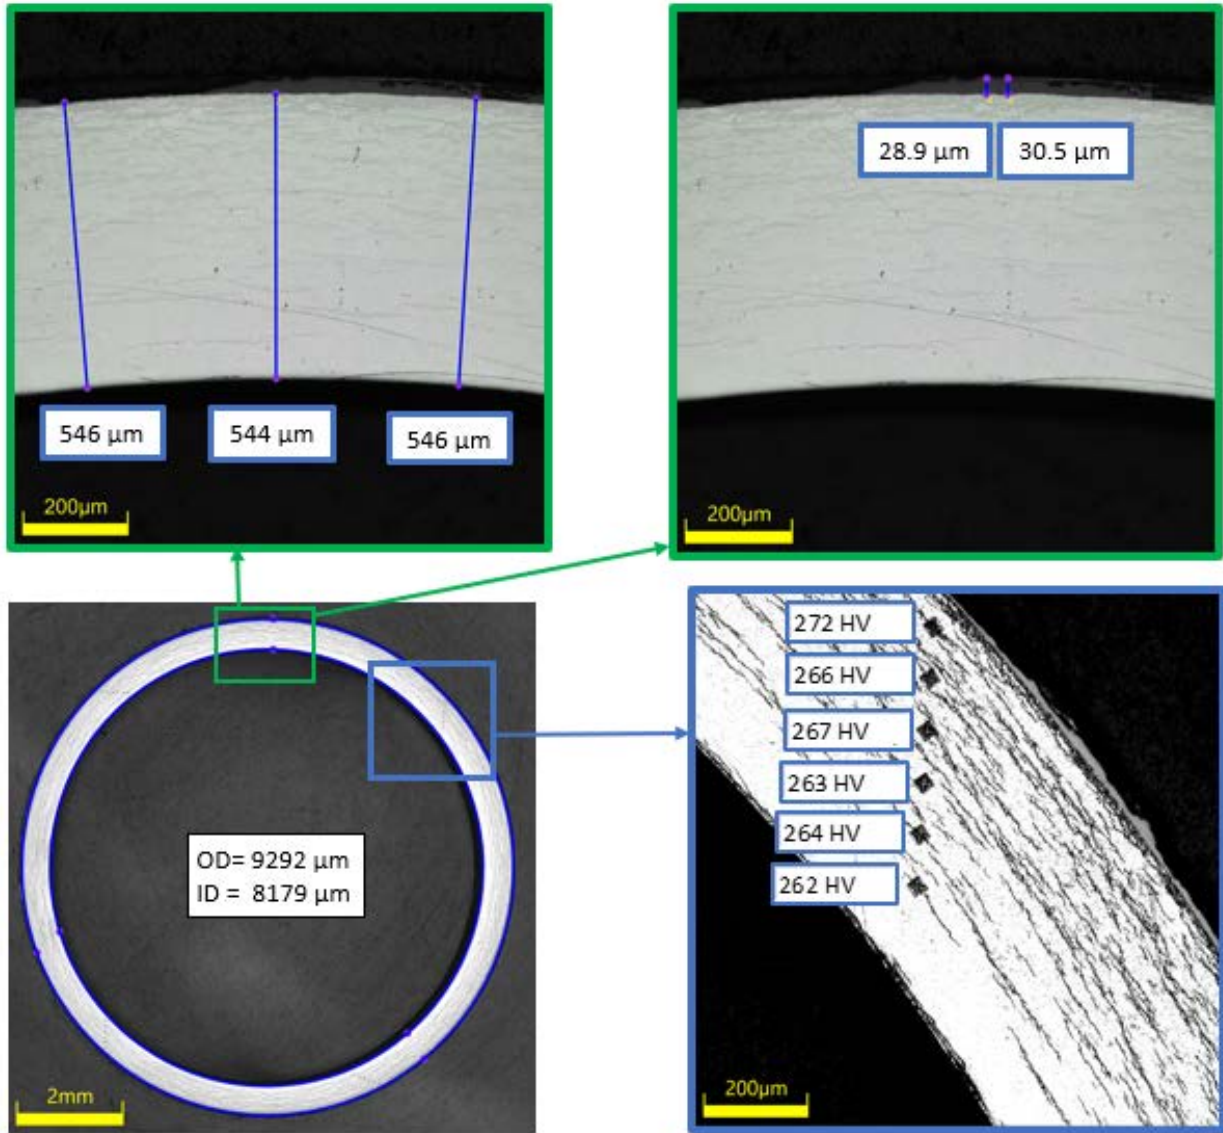 546 µm
544 µm
546 µm
200µm
28.9 µm
30.5 µm
200µm
OD= 9292 µm
ID = 8179 µm
2mm
272 HV
266 HV
267 HV
263 HV
264 HV
262 HV
200µm